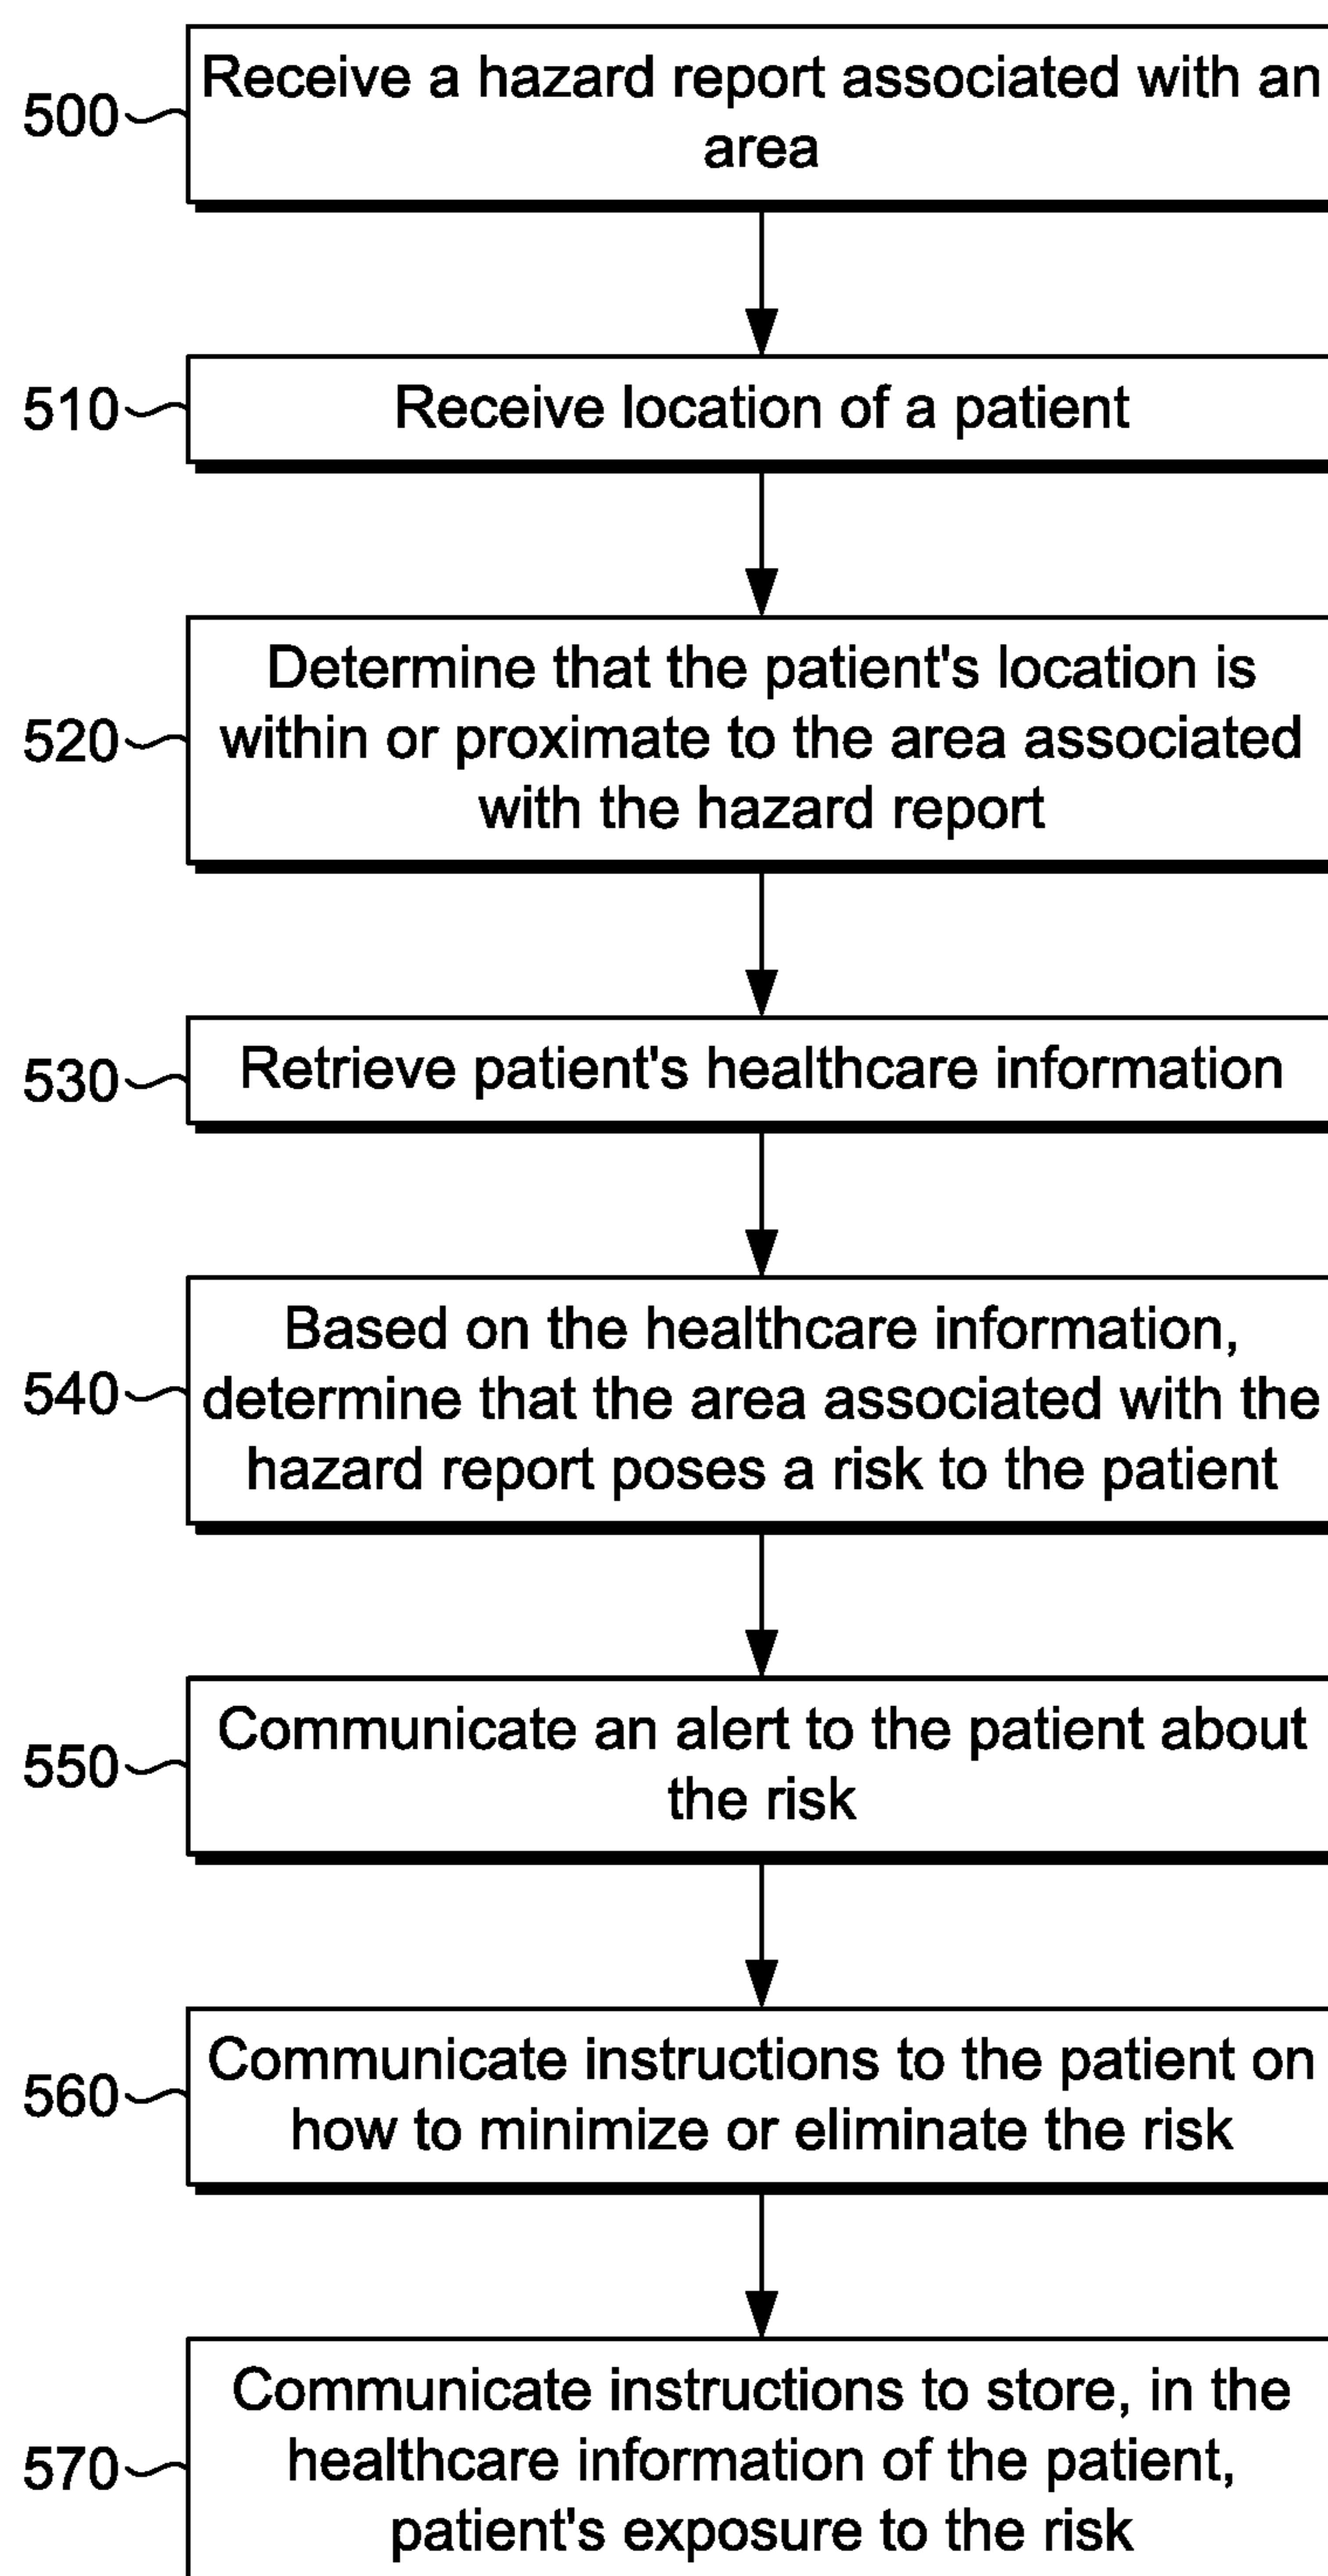 Receive a hazard report associated with an
area
500
510
Receive location of a patient
Determine that the patient's location is
within or proximate to the area associated
with the hazard report
520
530
Retrieve patient's healthcare information
Based on the healthcare information,
determine that the area associated with the
hazard report poses a risk to the patient
540
Communicate an alert to the patient about
the risk
550
Communicate instructions to the patient on
how to minimize or eliminate the risk
560
Communicate instructions to store, in the
healthcare information of the patient,
patient's exposure to the risk
570